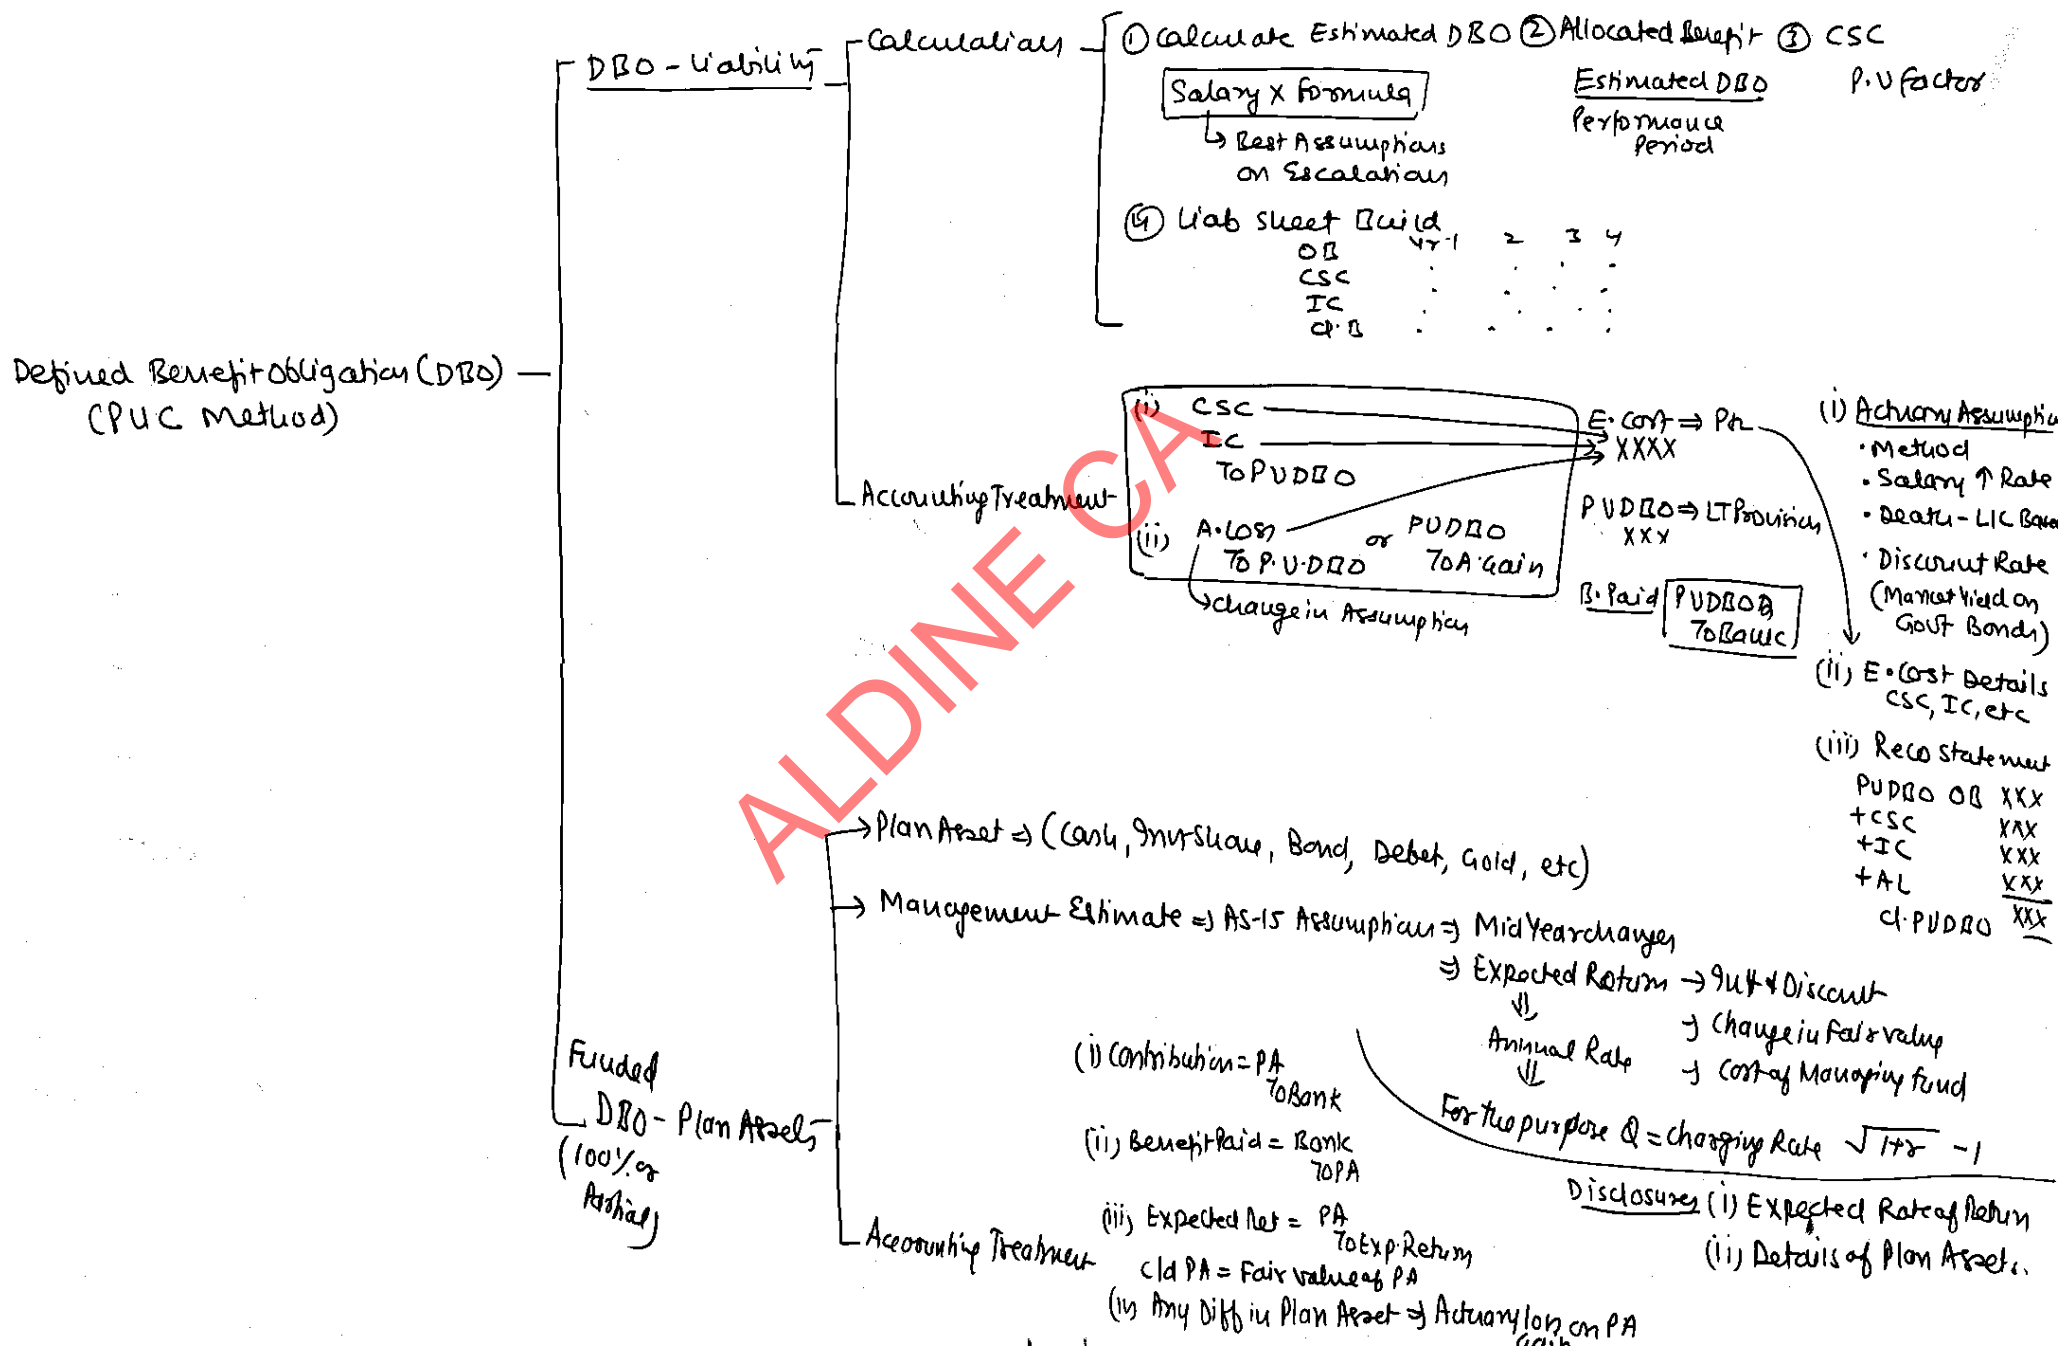 Defined Benefit Obligation (DBO)
(PUC Method)
DBO - Liability
Calculations
① Calculate Estimated DBO ② Allocated Benefit ③ CSC
Salary X Formula
Estimated DBO
Performance
Period
P.V factor
↳ Best Assumptions
on Escalations
④ Liab sheet Build
Yr-1 2 3 4
OB
CSC
IC
Cl.B
Accounting Treatment
(i) CSC
IC
To PVDBO
(ii) A.Loss
To P.V.DBO
or
PVDBO
To A.Gain
→ change in Assumption
E.Cost ⇒ P&L
XXXX
PVDBO ⇒ LT Provision
XXX
B.Paid
PVDBO
To Bank
(i) Actuary Assumption
• Method
• Salary ↑ Rate
• Death - LIC
• Discount Rate
(Market Yield on
Govt Bonds)
(ii) E.Cost Details
CSC, IC, etc
(iii) Reco Statement
PVDBO OB XXX
+CSC XXX
+IC XXX
+AL XXX
Cl.PVDBO XXX
ALDINE CA
Funded
DBO - Plan Assets
(100% or
Partial)
→ Plan Asset ⇒ (Cash, Inv Share, Bond, Debet, Gold, etc)
→ Management Estimate ⇒ AS-15 Assumptions ⇒ Mid Year changes
⇒ Expected Return → Int & Discount
⇓
→ Change in Fair value
Annual Rate
→ Cost of Managing fund
⇓
For the purpose Q = Charging Rate √1+r - 1
Accounting Treatment
(i) Contribution = PA
To Bank
(ii) Benefit Paid = Bank
To PA
(iii) Expected Ret = PA
To Exp.Return
Cld PA = Fair value of PA
(iv) Any Diff in Plan Asset ⇒ Actuary loss on PA
Gain
Disclosures (i) Expected Rate of Return
(ii) Details of Plan Assets.